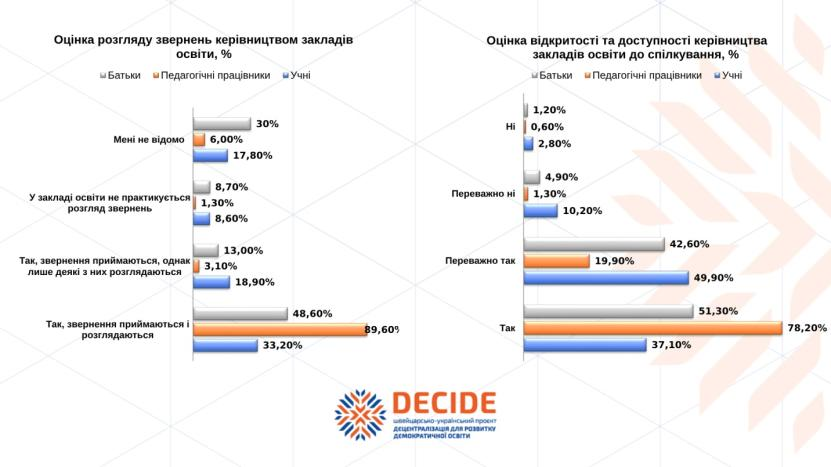 Оцінка розгляду звернень керівництвом закладів
освіти, %
Батьки Педагогічні працівники Учні
Мені не відомо
30%
6,00%
17,80%
У закладі освіти не практикується
розгляд звернень
8,70%
1,30%
8,60%
Так, звернення приймаються, однак
лише деякі з них розглядаються
13,00%
3,10%
18,90%
Так, звернення приймаються і
розглядаються
48,60%
89,60%
33,20%
Оцінка відкритості та доступності керівництва
закладів освіти до спілкування, %
Батьки Педагогічні працівники Учні
Ні
1,20%
0,60%
2,80%
Переважно ні
4,90%
1,30%
10,20%
Переважно так
42,60%
19,90%
49,90%
Так
51,30%
78,20%
37,10%
DECIDE
швейцарсько-український проєкт
ДЕЦЕНТРАЛІЗАЦІЯ ДЛЯ РОЗВИТКУ
ДЕМОКРАТИЧНОЇ ОСВІТИ